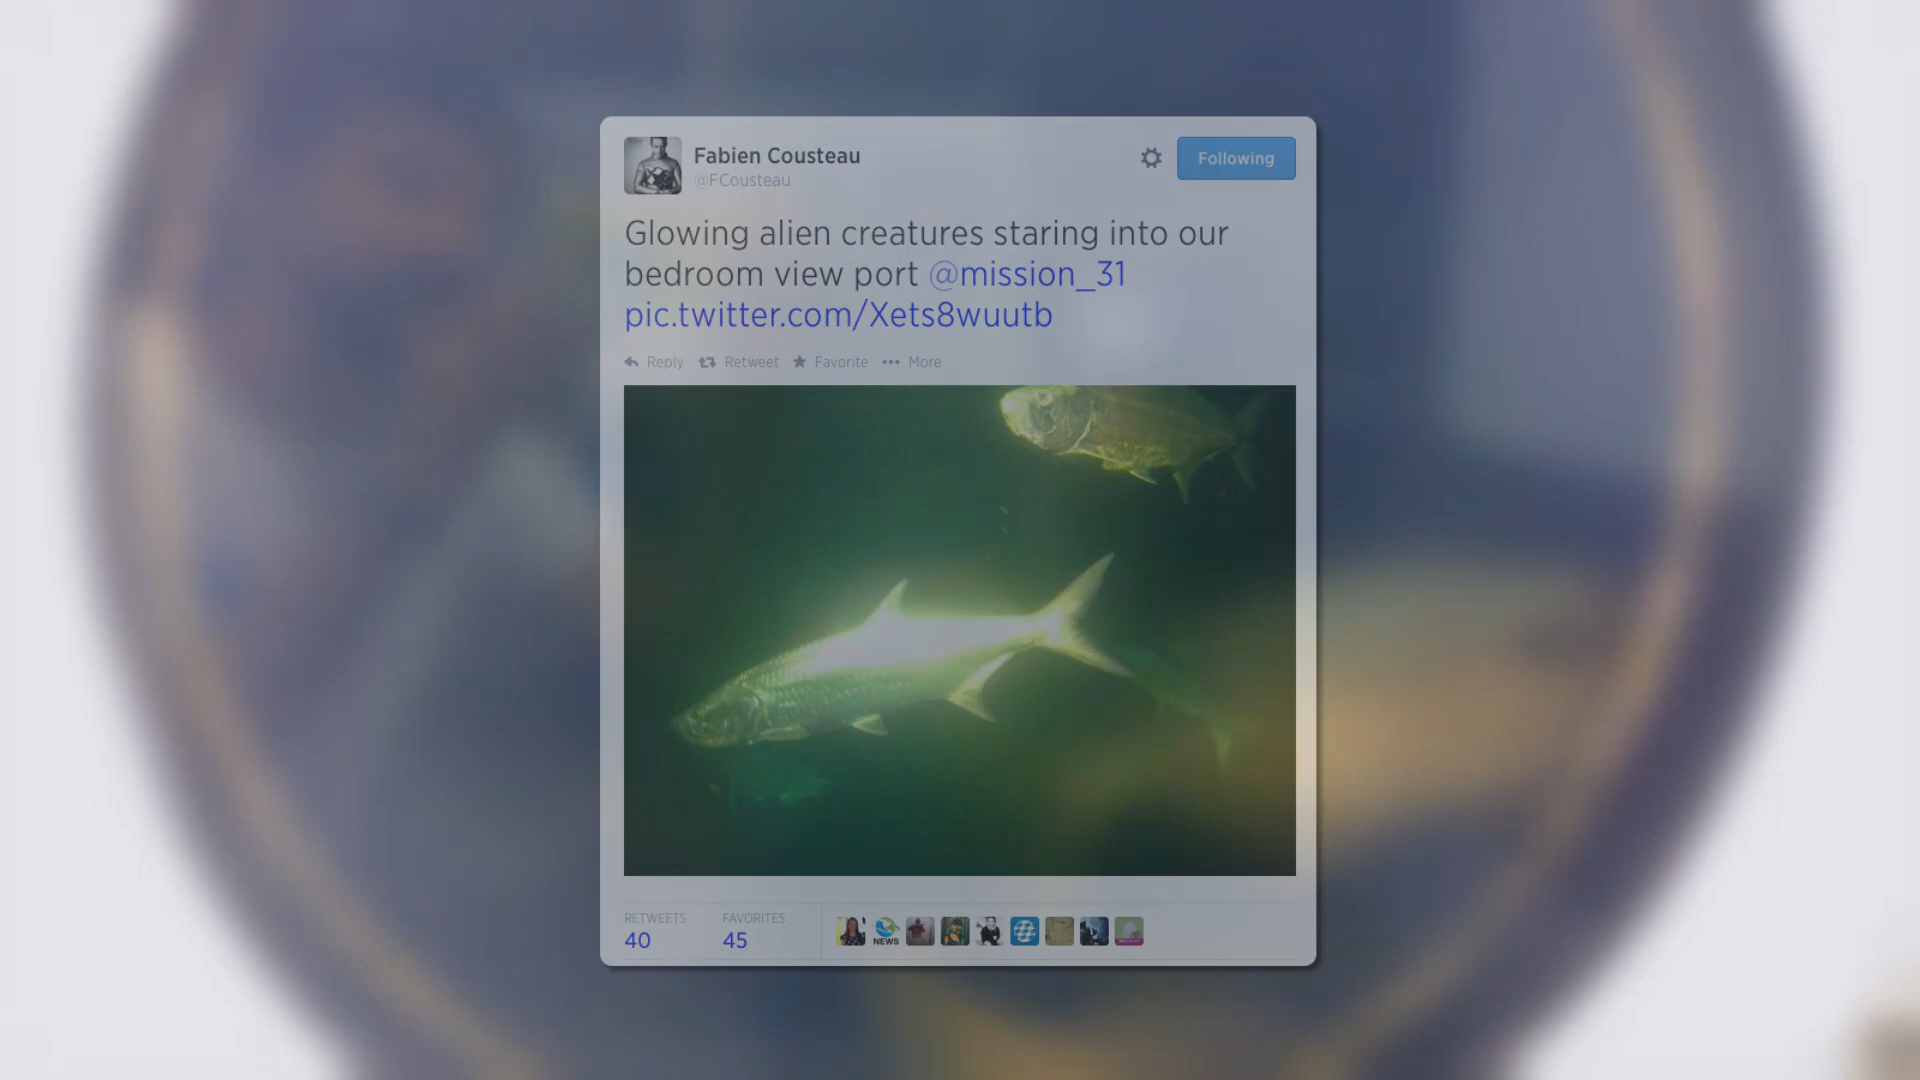 Fabien Cousteau
@FCousteau
Following
Glowing alien creatures staring into our
bedroom view port @mission_31
pic.twitter.com/Xets8wuutb
Reply Retweet Favorite ••• More
RETWEETS FAVORITES
40 45
NEWS